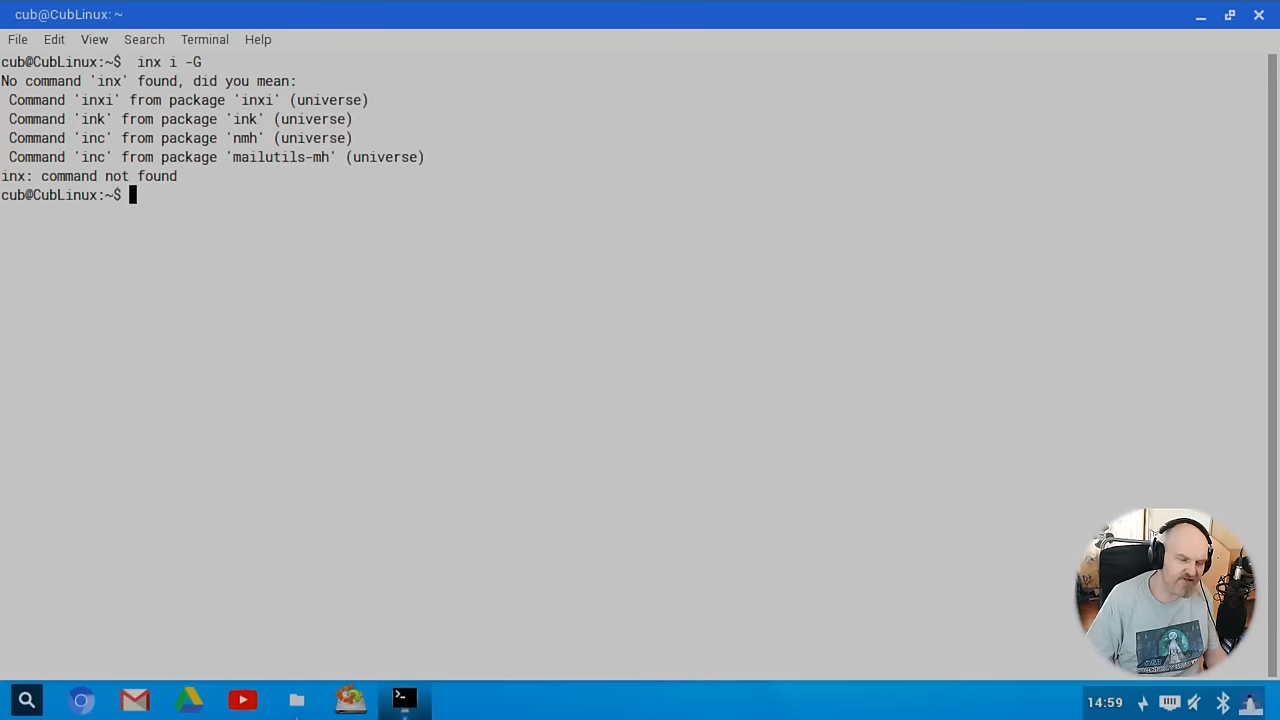 cub@CubLinux: ~
File Edit View Search Terminal Help
cub@CubLinux:~$  inx i -G
No command 'inx' found, did you mean:
 Command 'inxi' from package 'inxi' (universe)
 Command 'ink' from package 'ink' (universe)
 Command 'inc' from package 'nmh' (universe)
 Command 'inc' from package 'mailutils-mh' (universe)
inx: command not found
cub@CubLinux:~$
14:59